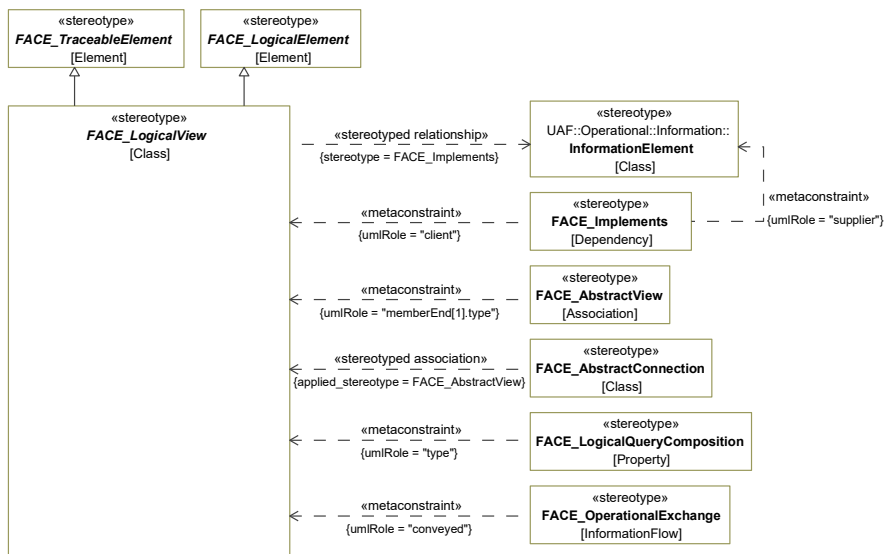 «stereotype»
FACE_TraceableElement
[Element]
«stereotype»
FACE_LogicalElement
[Element]
«stereotype»
FACE_LogicalView
[Class]
«stereotyped relationship»
{stereotype = FACE_Implements}
«stereotype»
UAF::Operational::Information::
InformationElement
[Class]
«metaconstraint»
{umlRole = "supplier"}
«metaconstraint»
{umlRole = "client"}
«stereotype»
FACE_Implements
[Dependency]
«metaconstraint»
{umlRole = "memberEnd[1].type"}
«stereotype»
FACE_AbstractView
[Association]
«stereotyped association»
{applied_stereotype = FACE_AbstractView}
«stereotype»
FACE_AbstractConnection
[Class]
«metaconstraint»
{umlRole = "type"}
«stereotype»
FACE_LogicalQueryComposition
[Property]
«metaconstraint»
{umlRole = "conveyed"}
«stereotype»
FACE_OperationalExchange
[InformationFlow]